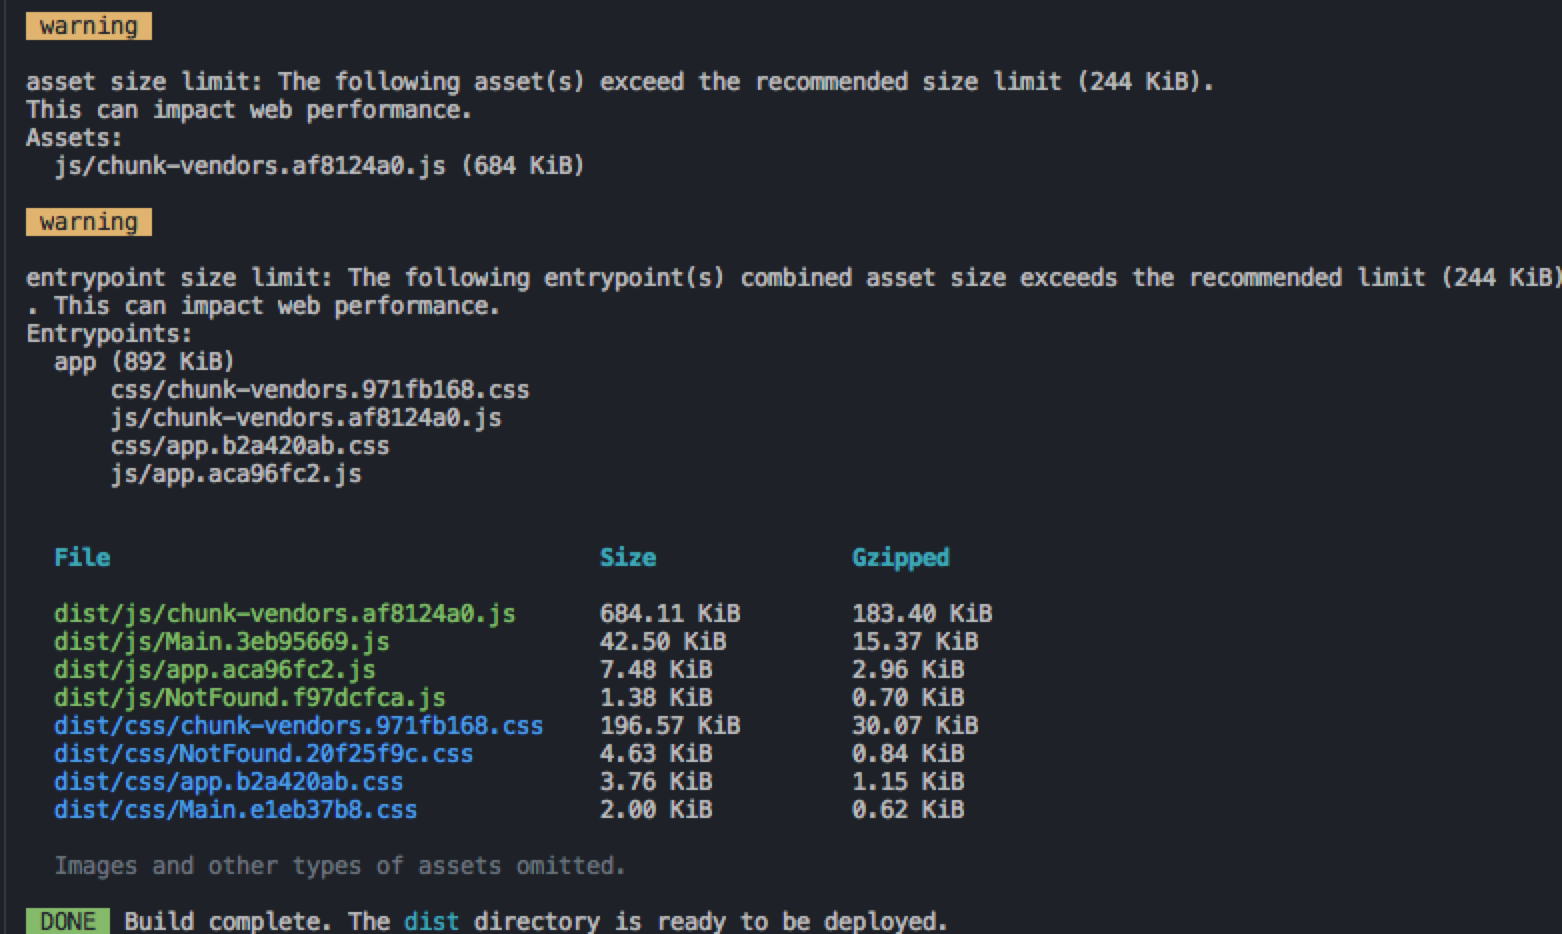 warning
asset size limit: The following asset(s) exceed the recommended size limit (244 KiB).
This can impact web performance.
Assets:
  js/chunk-vendors.af8124a0.js (684 KiB)
warning
entrypoint size limit: The following entrypoint(s) combined asset size exceeds the recommended limit (244 KiB)
. This can impact web performance.
Entrypoints:
  app (892 KiB)
      css/chunk-vendors.971fb168.css
      js/chunk-vendors.af8124a0.js
      css/app.b2a420ab.css
      js/app.aca96fc2.js
File Size Gzipped
dist/js/chunk-vendors.af8124a0.js 684.11 KiB 183.40 KiB
dist/js/Main.3eb95669.js 42.50 KiB 15.37 KiB
dist/js/app.aca96fc2.js 7.48 KiB 2.96 KiB
dist/js/NotFound.f97dcfca.js 1.38 KiB 0.70 KiB
dist/css/chunk-vendors.971fb168.css 196.57 KiB 30.07 KiB
dist/css/NotFound.20f25f9c.css 4.63 KiB 0.84 KiB
dist/css/app.b2a420ab.css 3.76 KiB 1.15 KiB
dist/css/Main.e1eb37b8.css 2.00 KiB 0.62 KiB
Images and other types of assets omitted.
DONE Build complete. The dist directory is ready to be deployed.